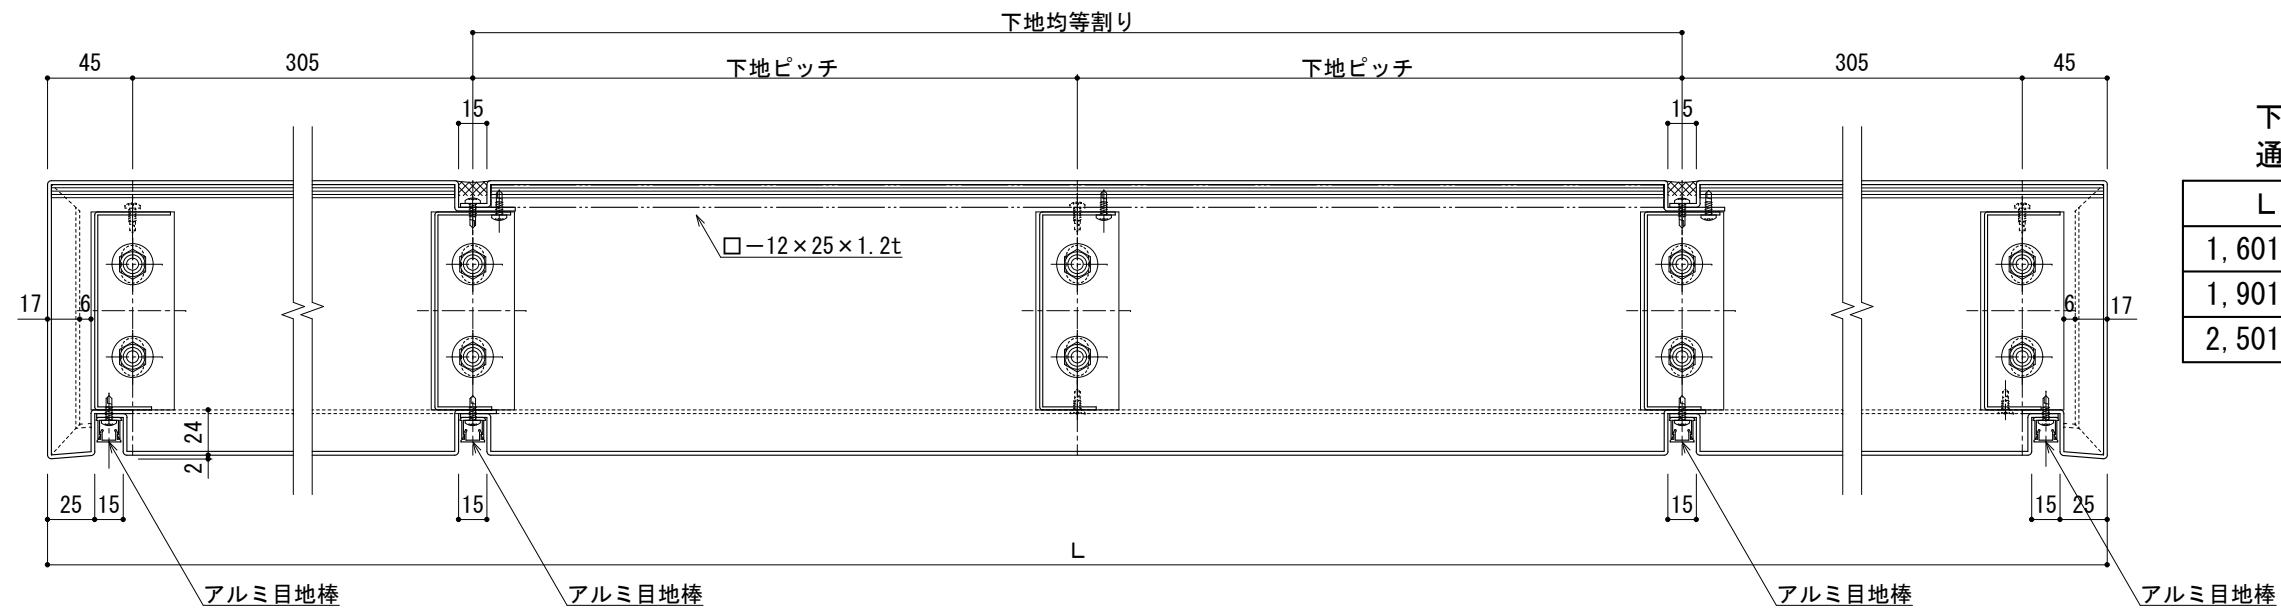 下地均等割り
45
305
下地ピッチ
下地ピッチ
305
45
15
15
下
通
L
1,601
1,901
2,501
□－12×25×1.2t
17
6
6
17
24
2
25
15
15
15
15
25
L
アルミ目地棒
アルミ目地棒
アルミ目地棒
アルミ目地棒